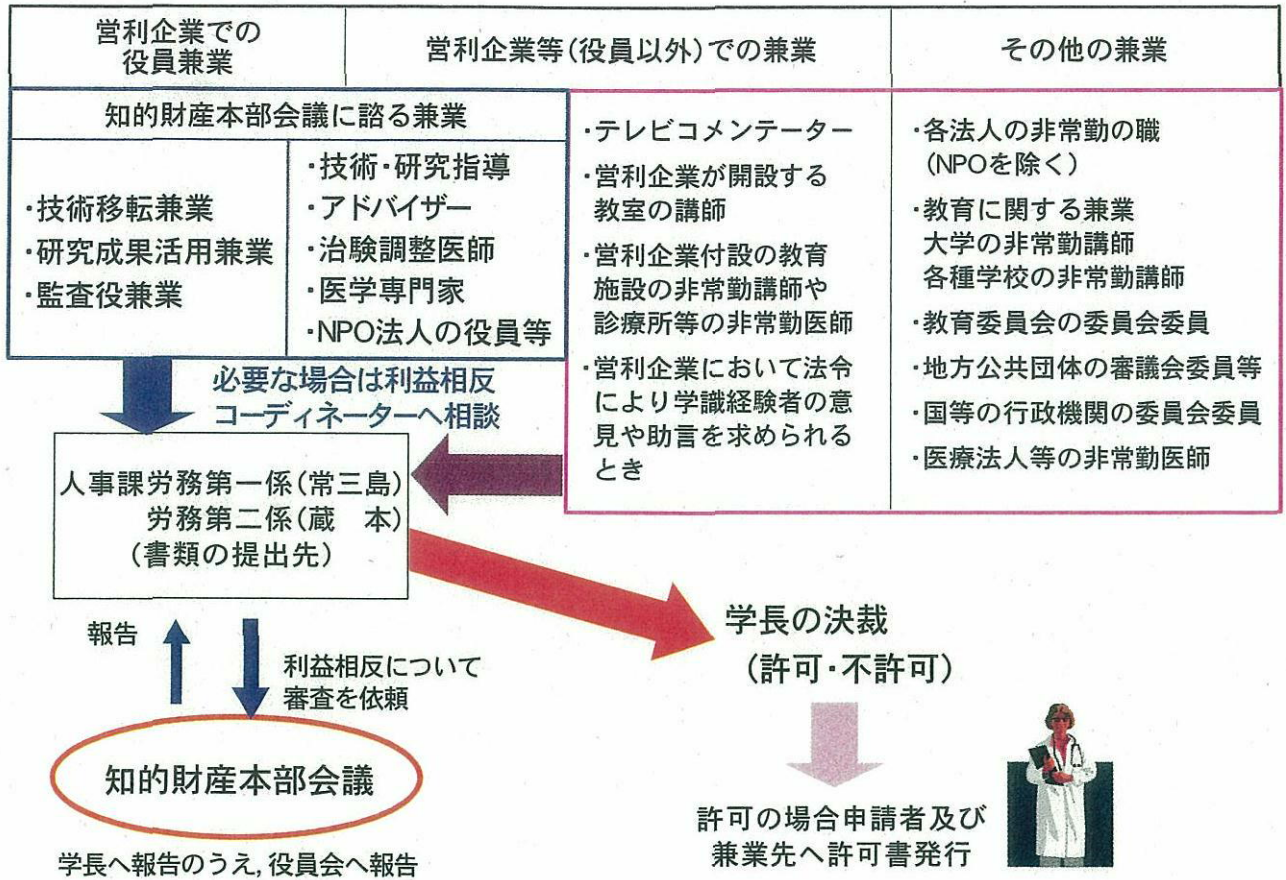 営利企業での
役員兼業
営利企業等(役員以外)での兼業
その他の兼業
知的財産本部会議に諮る兼業
・技術移転兼業
・研究成果活用兼業
・監査役兼業
・技術・研究指導
・アドバイザー
・治験調整医師
・医学専門家
・NPO法人の役員等
・テレビコメンテーター
・営利企業が開設する
教室の講師
・営利企業付設の教育
施設の非常勤講師や
診療所等の非常勤医師
・営利企業において法令
により学識経験者の意
見や助言を求められる
とき
・各法人の非常勤の職
(NPOを除く)
・教育に関する兼業
大学の非常勤講師
各種学校の非常勤講師
・教育委員会の委員会委員
・地方公共団体の審議会委員等
・国等の行政機関の委員会委員
・医療法人等の非常勤医師
必要な場合は利益相反
コーディネーターへ相談
人事課労務第一係(常三島)
労務第二係(蔵 本)
(書類の提出先)
報告
利益相反について
審査を依頼
知的財産本部会議
学長へ報告のうえ,役員会へ報告
学長の決裁
(許可・不許可)
許可の場合申請者及び
兼業先へ許可書発行